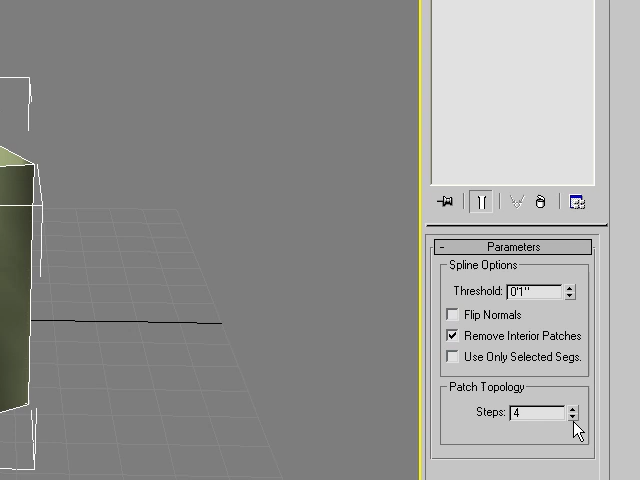 - Parameters
Spline Options
Threshold: 0'1"
Flip Normals
Remove Interior Patches
Use Only Selected Segs.
Patch Topology
Steps: 4